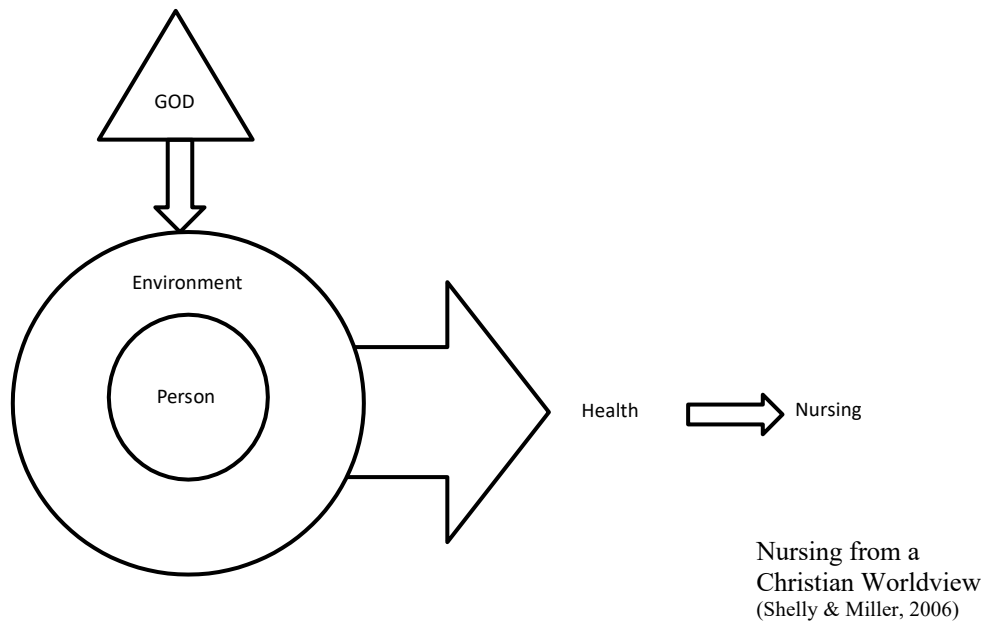 GOD
Environment
Person
Health
Nursing
Nursing from a
Christian Worldview
(Shelly & Miller, 2006)